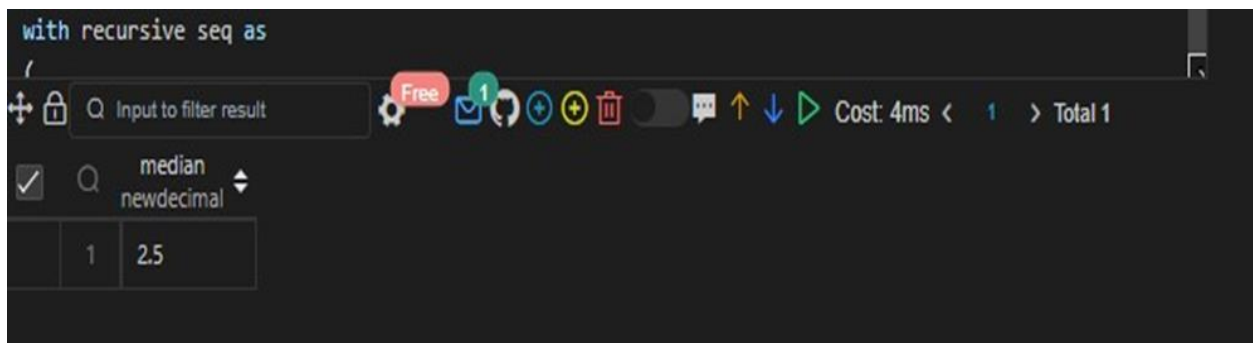 with recursive seq as
(
Input to filter result Free 1 Cost: 4ms < 1 > Total 1
median
newdecimal
1 2.5